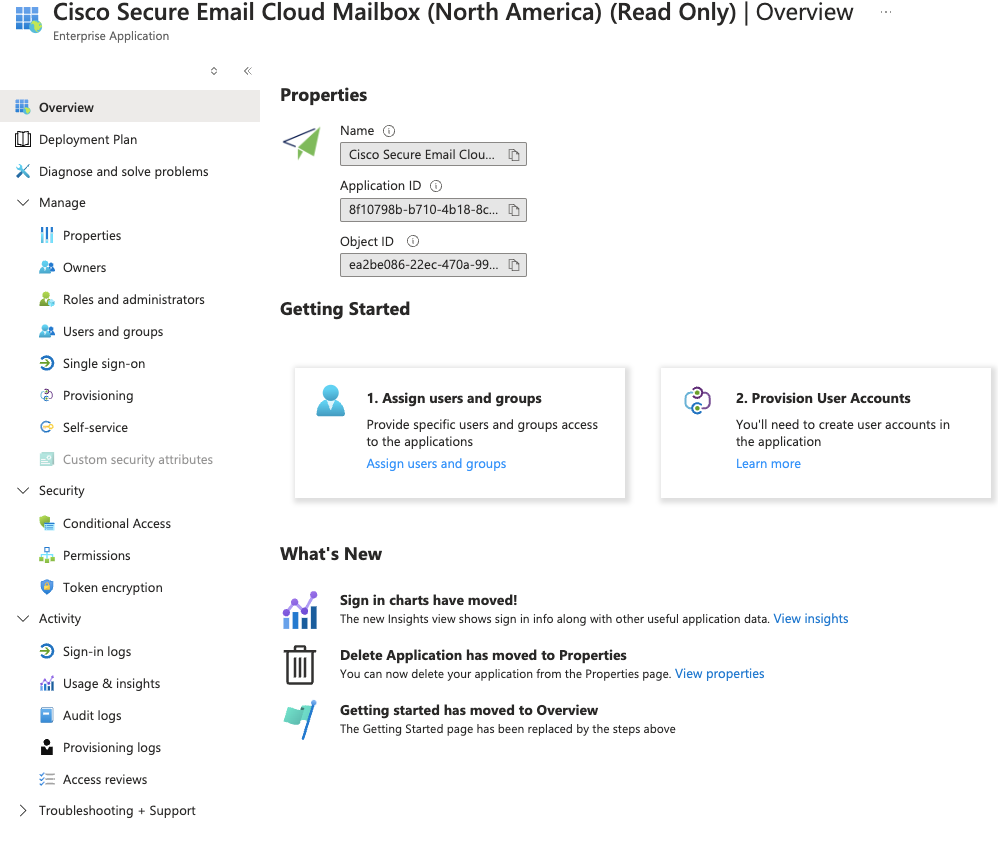 Cisco Secure Email Cloud Mailbox (North America) (Read Only) | Overview ...
Enterprise Application
Overview
Deployment Plan
Diagnose and solve problems
Manage
Properties
Owners
Roles and administrators
Users and groups
Single sign-on
Provisioning
Self-service
Custom security attributes
Security
Conditional Access
Permissions
Token encryption
Activity
Sign-in logs
Usage & insights
Audit logs
Provisioning logs
Access reviews
Troubleshooting + Support
Properties
Name
Cisco Secure Email Clou...
Application ID
8f10798b-b710-4b18-8c...
Object ID
ea2be086-22ec-470a-99...
Getting Started
1. Assign users and groups
Provide specific users and groups access
to the applications
Assign users and groups
2. Provision User Accounts
You'll need to create user accounts in
the application
Learn more
What's New
Sign in charts have moved!
The new Insights view shows sign in info along with other useful application data. View insights
Delete Application has moved to Properties
You can now delete your application from the Properties page. View properties
Getting started has moved to Overview
The Getting Started page has been replaced by the steps above